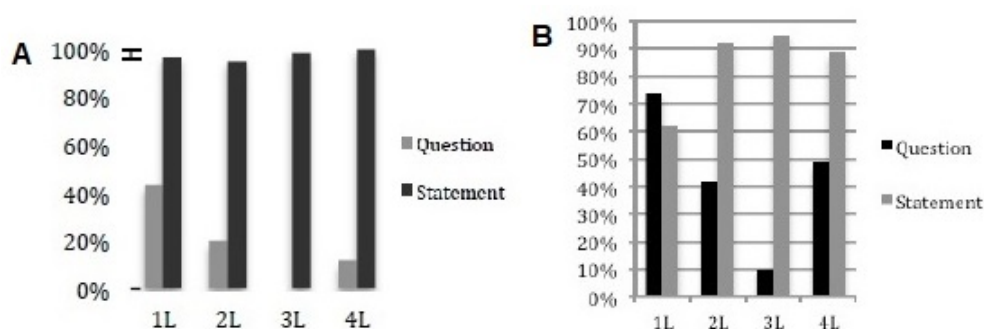 A
100%
80%
60%
40%
20%
0%
1L 2L 3L 4L
Question
Statement
B
100%
90%
80%
70%
60%
50%
40%
30%
20%
10%
0%
1L 2L 3L 4L
Question
Statement